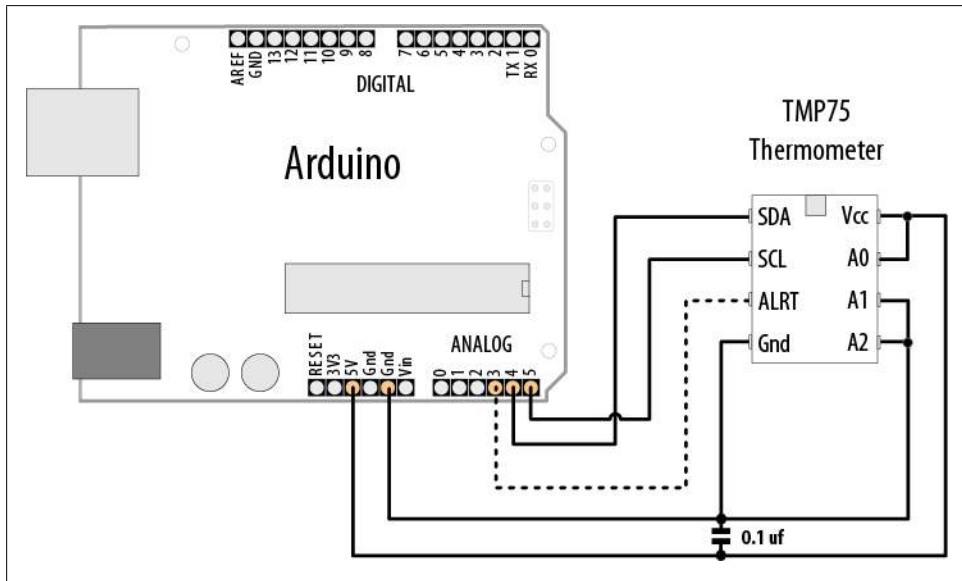 AREF
GND
13
12
11
10
9
8
7
6
5
4
3
2
TX 1
RX 0
DIGITAL
Arduino
TMP75
Thermometer
SDA
Vcc
SCL
A0
ALRT
A1
Gnd
A2
RESET
3V3
5V
Gnd
Gnd
Vin
ANALOG
0
1
2
3
4
5
0.1 uf